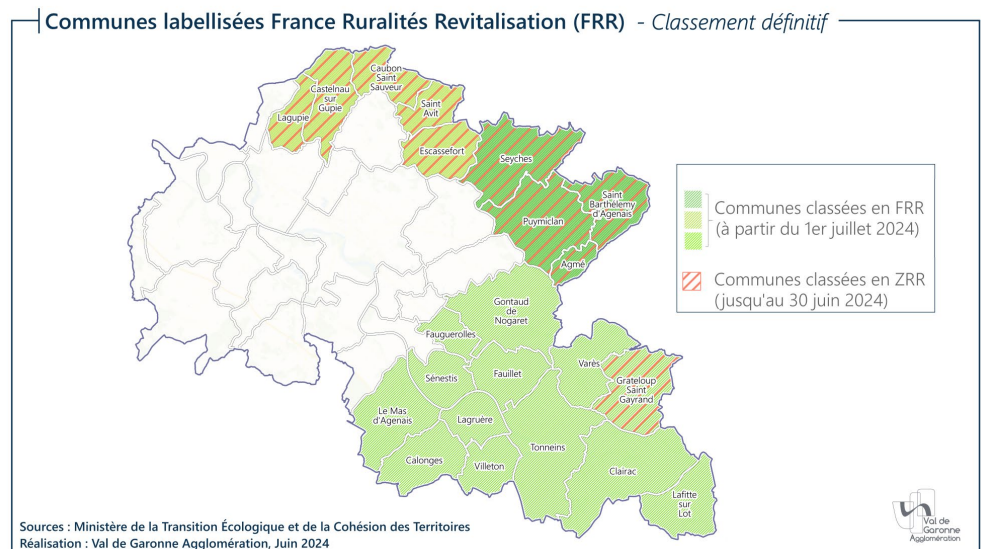 Communes labellisées France Ruralités Revitalisation (FRR) - Classement définitif
Caubon
Saint
Sauveur
Castelnau
sur
Gupie
Lagupie
Saint
Avit
Escassefort
Seyches
Saint
Barthélemy
d'Agenais
Puymiclan
Agmé
Communes classées en FRR
(à partir du 1er juillet 2024)
Communes classées en ZRR
(jusqu'au 30 juin 2024)
Gontaud
de
Nogaret
Fauguerolles
Varès
Fauillet
Sénestis
Grateloup
Saint
Gayrand
Le Mas
d'Agenais
Lagruère
Tonneins
Calonges
Villeton
Clairac
Lafitte
sur
Lot
Sources : Ministère de la Transition Écologique et de la Cohésion des Territoires
Réalisation : Val de Garonne Agglomération, Juin 2024
Val de
Garonne
Agglomération